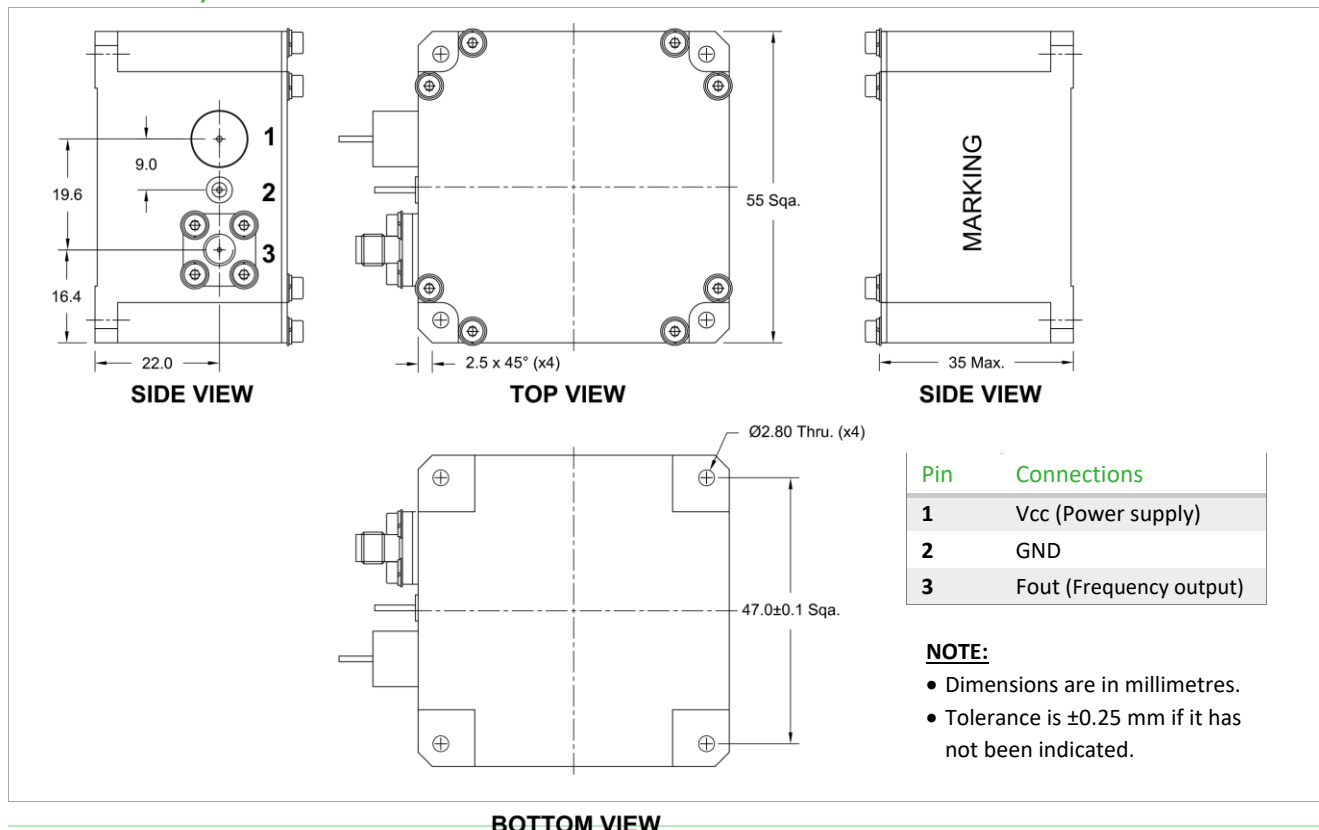 1
9.0
2
19.6
3
16.4
22.0
SIDE VIEW
55 Sqa.
2.5 x 45° (x4)
TOP VIEW
MARKING
35 Max.
SIDE VIEW
Ø2.80 Thru. (x4)
47.0±0.1 Sqa.
BOTTOM VIEW
Pin Connections
1 Vcc (Power supply)
2 GND
3 Fout (Frequency output)
NOTE:
• Dimensions are in millimetres.
• Tolerance is ±0.25 mm if it has
not been indicated.